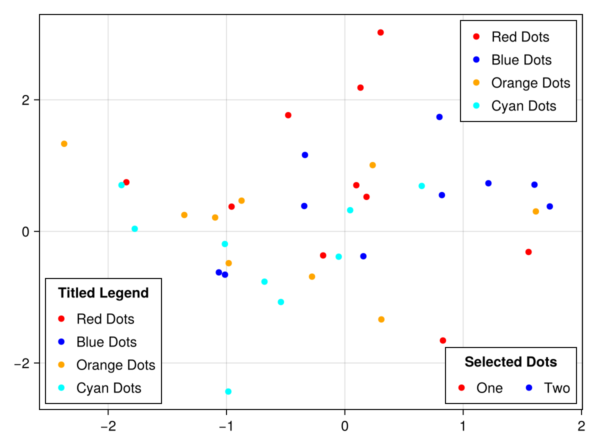 Red Dots
Blue Dots
Orange Dots
Cyan Dots
2
0
−2
Titled Legend
Red Dots
Blue Dots
Orange Dots
Cyan Dots
Selected Dots
One Two
−2 −1 0 1 2